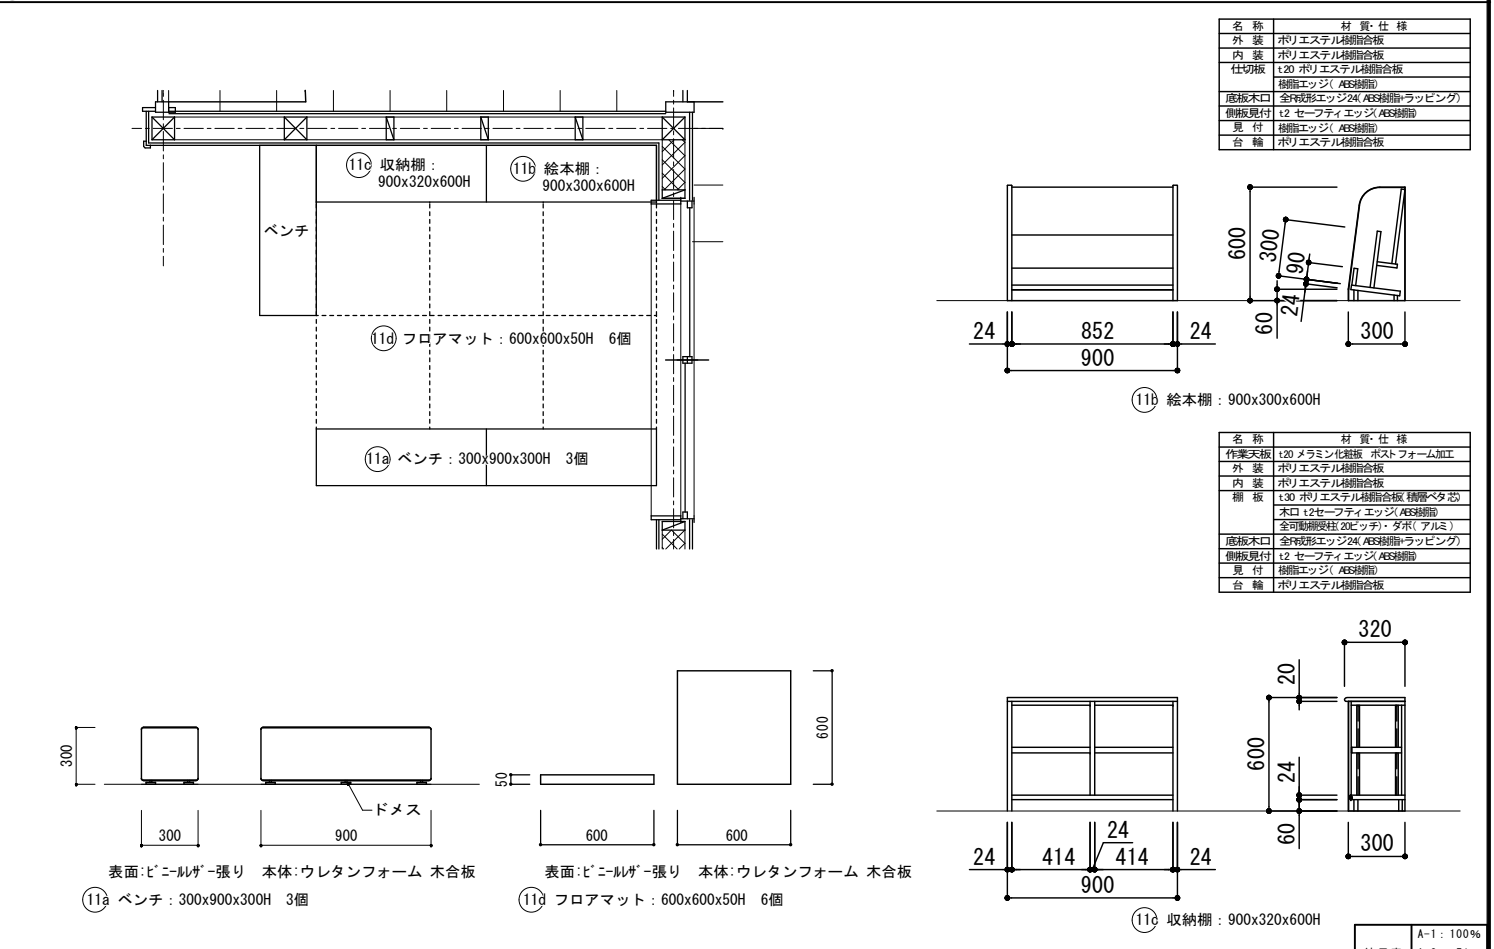 11c 収納棚：
900x320x600H
11b 絵本棚：
900x300x600H
ベンチ
11d フロアマット：600x600x50H 6個
11a ベンチ：300x900x300H 3個
名 称 材 質・仕 様
外 装 ポリエステル樹脂合板
内 装 ポリエステル樹脂合板
仕切板 t20 ポリエステル樹脂合板
樹脂エッジ( ABS樹脂)
底板木口 全R成形エッジ24(ABS樹脂+ラッピング)
側板見付 t2 セーフティエッジ(ABS樹脂)
見 付 樹脂エッジ( ABS樹脂)
台 輪 ポリエステル樹脂合板
600
300
90
24
60
24 852 24
300
900
11b 絵本棚：900x300x600H
名 称 材 質・仕 様
作業天板 t20 メラミン化粧板 ポストフォーム加工
外 装 ポリエステル樹脂合板
内 装 ポリエステル樹脂合板
棚 板 t30 ポリエステル樹脂合板(積層ベタ芯)
木口 t2セーフティエッジ(ABS樹脂)
全可動棚受柱(20ピッチ)・ダボ( アルミ)
底板木口 全R成形エッジ24(ABS樹脂+ラッピング)
側板見付 t2 セーフティエッジ(ABS樹脂)
見 付 樹脂エッジ( ABS樹脂)
台 輪 ポリエステル樹脂合板
320
20
600
24
60
24
24 414 414 24
300
900
11c 収納棚：900x320x600H
300
ドメス
300
900
表面:ﾋﾞﾆｰﾙﾚｻﾞｰ張り 本体:ウレタンフォーム 木合板
11a ベンチ：300x900x300H 3個
50
600
600
600
表面:ﾋﾞﾆｰﾙﾚｻﾞｰ張り 本体:ウレタンフォーム 木合板
11d フロアマット：600x600x50H 6個
A-1：100%